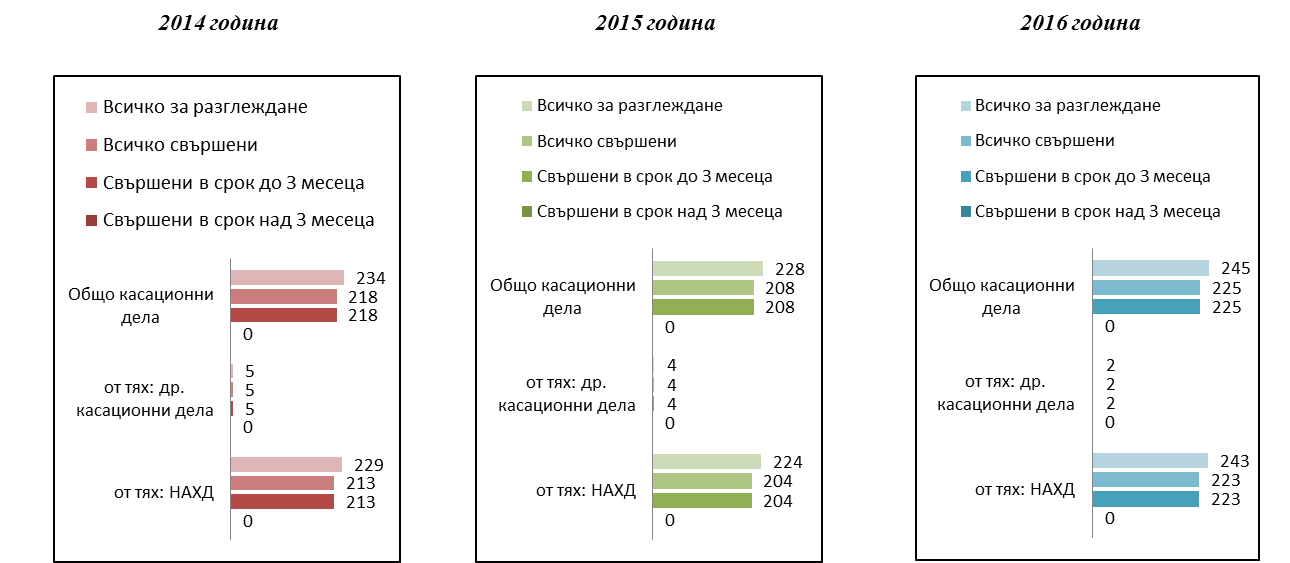 2014 година
Всичко за разглеждане
Всичко свършени
Свършени в срок до 3 месеца
Свършени в срок над 3 месеца
Общо касационни
дела
234
218
218
0
от тях: др.
касационни дела
5
5
5
0
от тях: НАХД
229
213
213
0
2015 година
Всичко за разглеждане
Всичко свършени
Свършени в срок до 3 месеца
Свършени в срок над 3 месеца
Общо касационни
дела
228
208
208
0
от тях: др.
касационни дела
4
4
4
0
от тях: НАХД
224
204
204
0
2016 година
Всичко за разглеждане
Всичко свършени
Свършени в срок до 3 месеца
Свършени в срок над 3 месеца
Общо касационни
дела
245
225
225
0
от тях: др.
касационни дела
2
2
2
0
от тях: НАХД
243
223
223
0